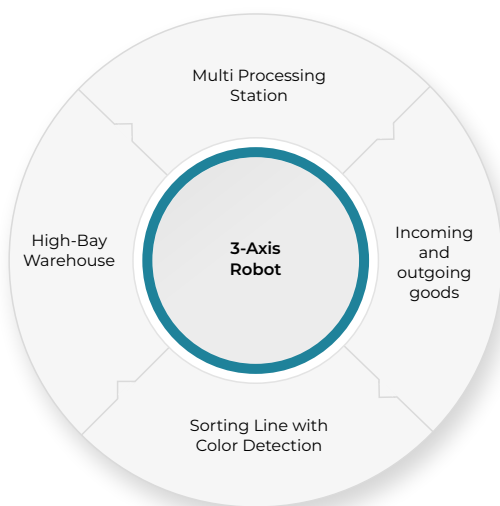 Multi Processing
Station
High-Bay
Warehouse
3-Axis
Robot
Incoming
and
outgoing
goods
Sorting Line with
Color Detection